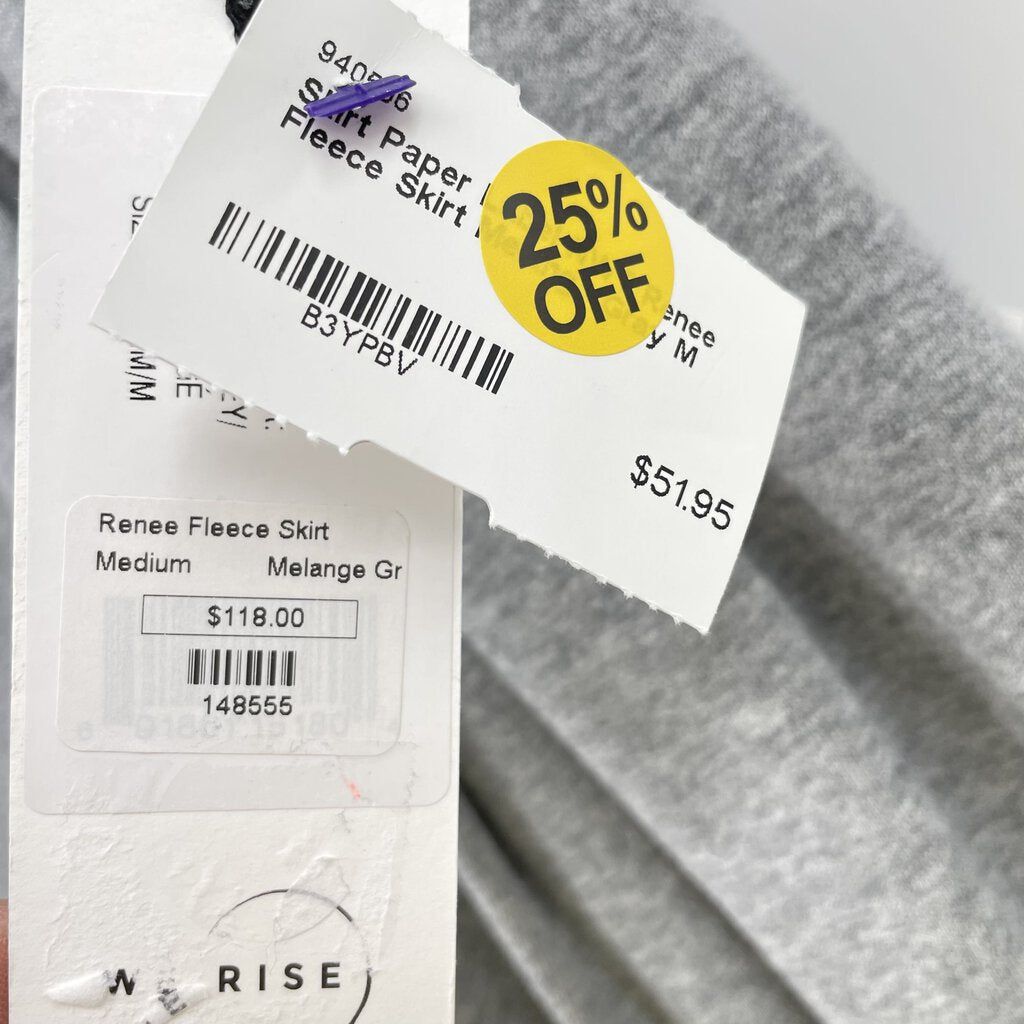 Skirt Paper
Fleece Skirt
enee
y M
25%
OFF
B3YPBV
$51.95
M/M
Renee Fleece Skirt
Medium Melange Gr
$118.00
148555
W RISE